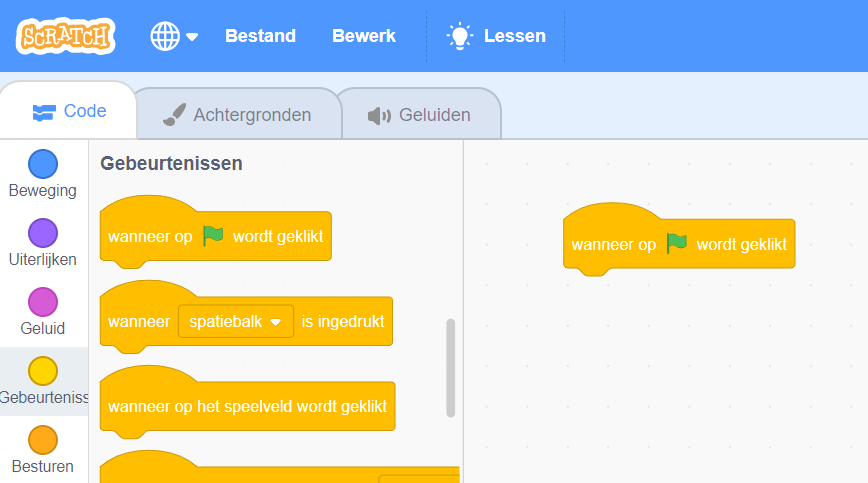 SCRATCH
Bestand
Bewerk
Lessen
Code
Achtergronden
Geluiden
Beweging
Uiterlijken
Geluid
Gebeurteniss
Besturen
Gebeurtenissen
wanneer op wordt geklikt
wanneer spatiebalk is ingedrukt
wanneer op het speelveld wordt geklikt
wanneer op wordt geklikt